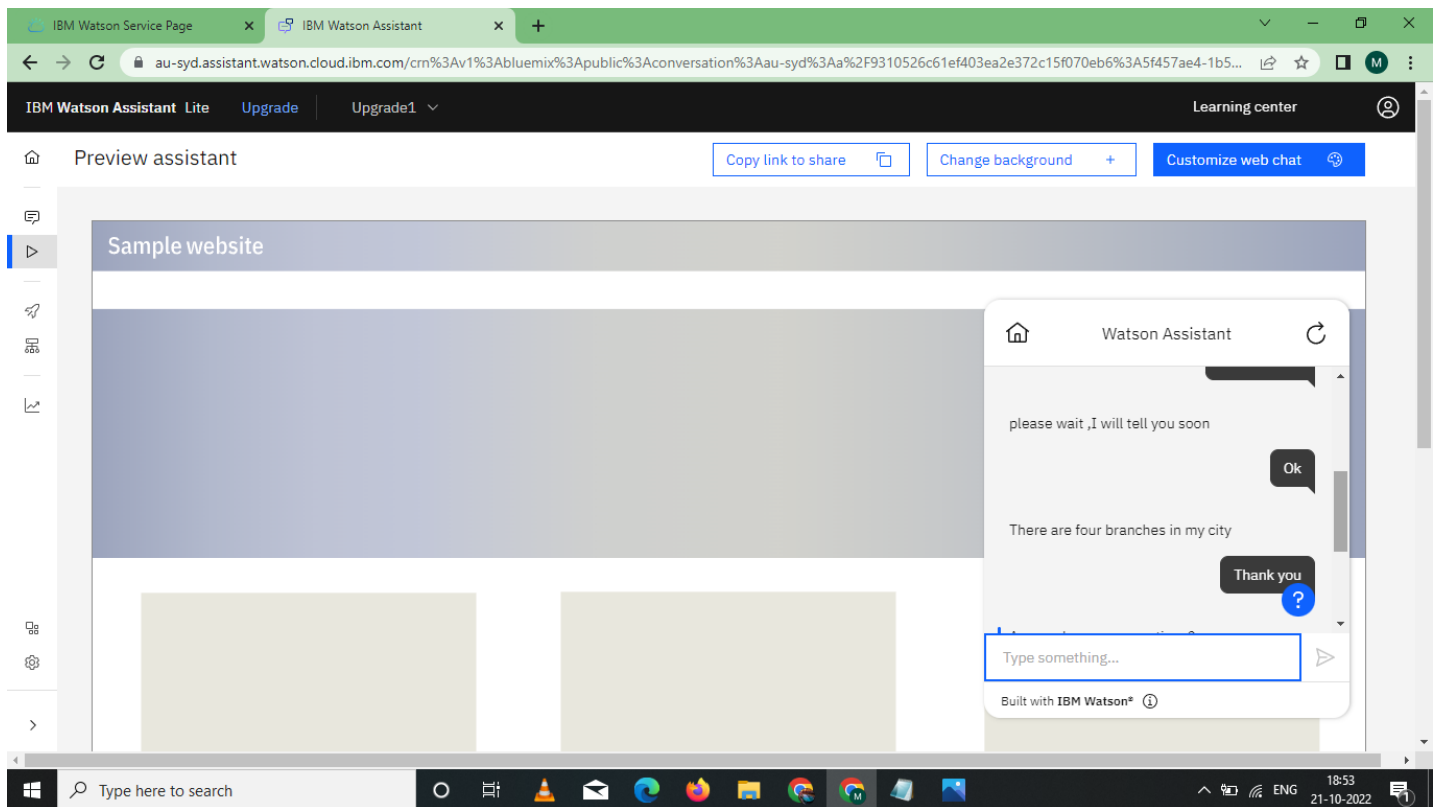 IBM Watson Service Page
IBM Watson Assistant
au-syd.assistant.watson.cloud.ibm.com/crn%3Av1%3Abluemix%3Apublic%3Aconversation%3Aau-syd%3Aa%2F9310526c61ef403ea2e372c15f070eb6%3A5f457ae4-1b5...
M
IBM Watson Assistant Lite Upgrade Upgrade1 Learning center
Preview assistant Copy link to share Change background + Customize web chat
Sample website
Watson Assistant
please wait ,I will tell you soon
Ok
There are four branches in my city
Thank you
?
Type something...
Built with IBM Watson®
Type here to search
ENG
18:53
21-10-2022
1